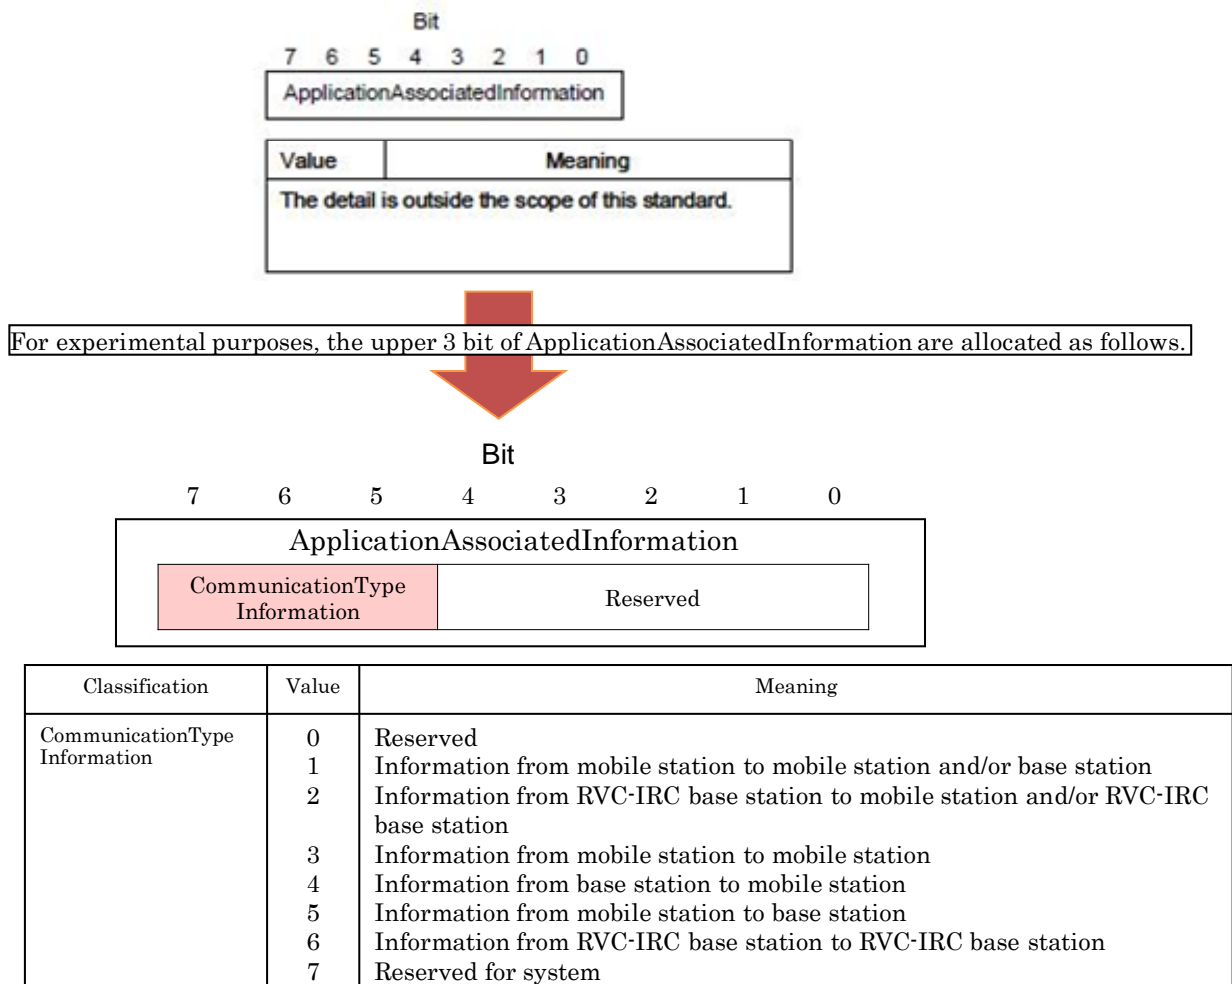 Bit
7 6 5 4 3 2 1 0
ApplicationAssociatedInformation
Value Meaning
The detail is outside the scope of this standard.
For experimental purposes, the upper 3 bit of ApplicationAssociatedInformation are allocated as follows.
Bit
7 6 5 4 3 2 1 0
ApplicationAssociatedInformation
CommunicationType
Information
Reserved
Classification Value Meaning
CommunicationType
Information
0 Reserved
1 Information from mobile station to mobile station and/or base station
2 Information from RVC-IRC base station to mobile station and/or RVC-IRC
base station
3 Information from mobile station to mobile station
4 Information from base station to mobile station
5 Information from mobile station to base station
6 Information from RVC-IRC base station to RVC-IRC base station
7 Reserved for system